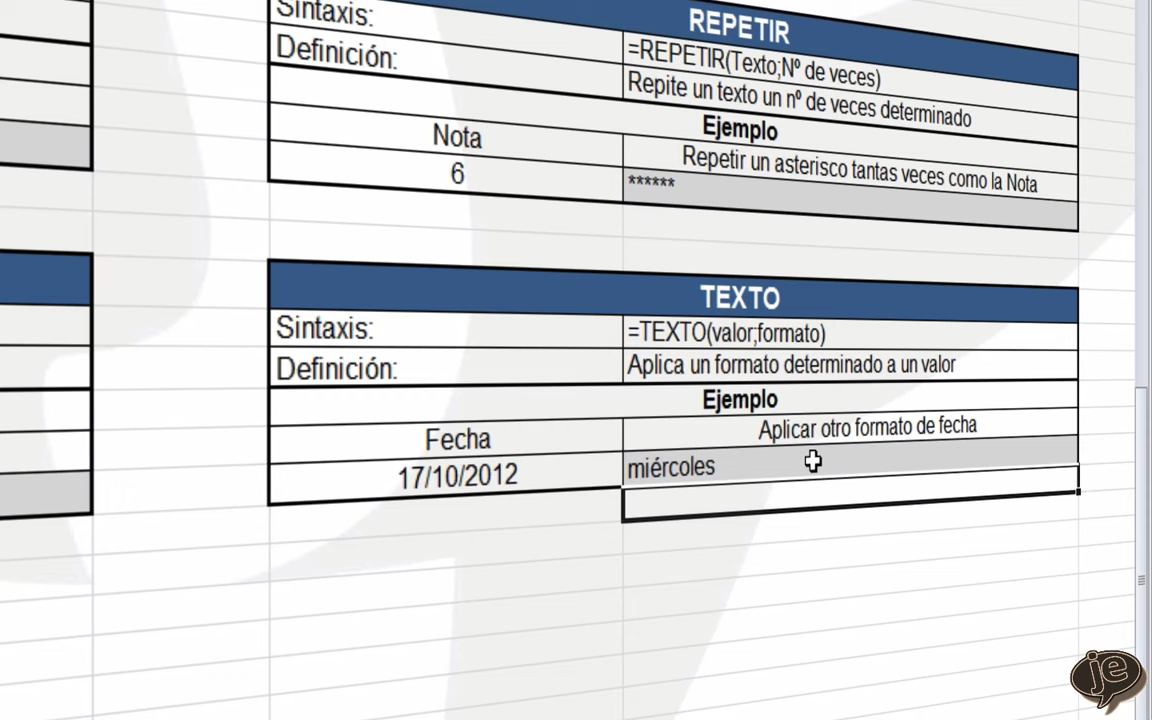 REPETIR
Sintaxis:
=REPETIR(Texto;Nº de veces)
Definición:
Repite un texto un nº de veces determinado
Ejemplo
Nota
Repetir un asterisco tantas veces como la Nota
6
******
TEXTO
Sintaxis:
=TEXTO(valor;formato)
Definición:
Aplica un formato determinado a un valor
Ejemplo
Fecha
Aplicar otro formato de fecha
17/10/2012
miércoles
je